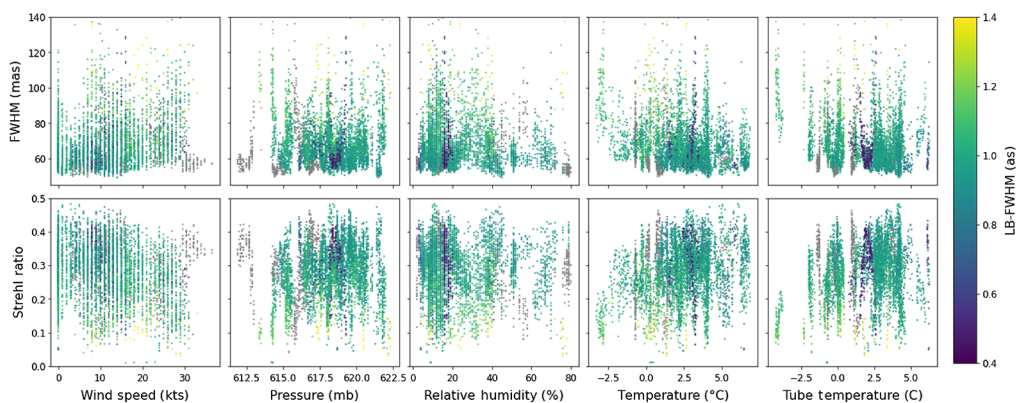 140
120
100
80
60
FWHM (mas)
0.5
0.4
0.3
0.2
0.1
0.0
Strehl ratio
0 10 20 30
Wind speed (kts)
612.5 615.0 617.5 620.0 622.5
Pressure (mb)
0 20 40 60 80
Relative humidity (%)
−2.5 0.0 2.5 5.0
Temperature (°C)
−2.5 0.0 2.5 5.0
Tube temperature (C)
1.4
1.2
1.0
0.8
0.6
0.4
LB-FWHM (as)